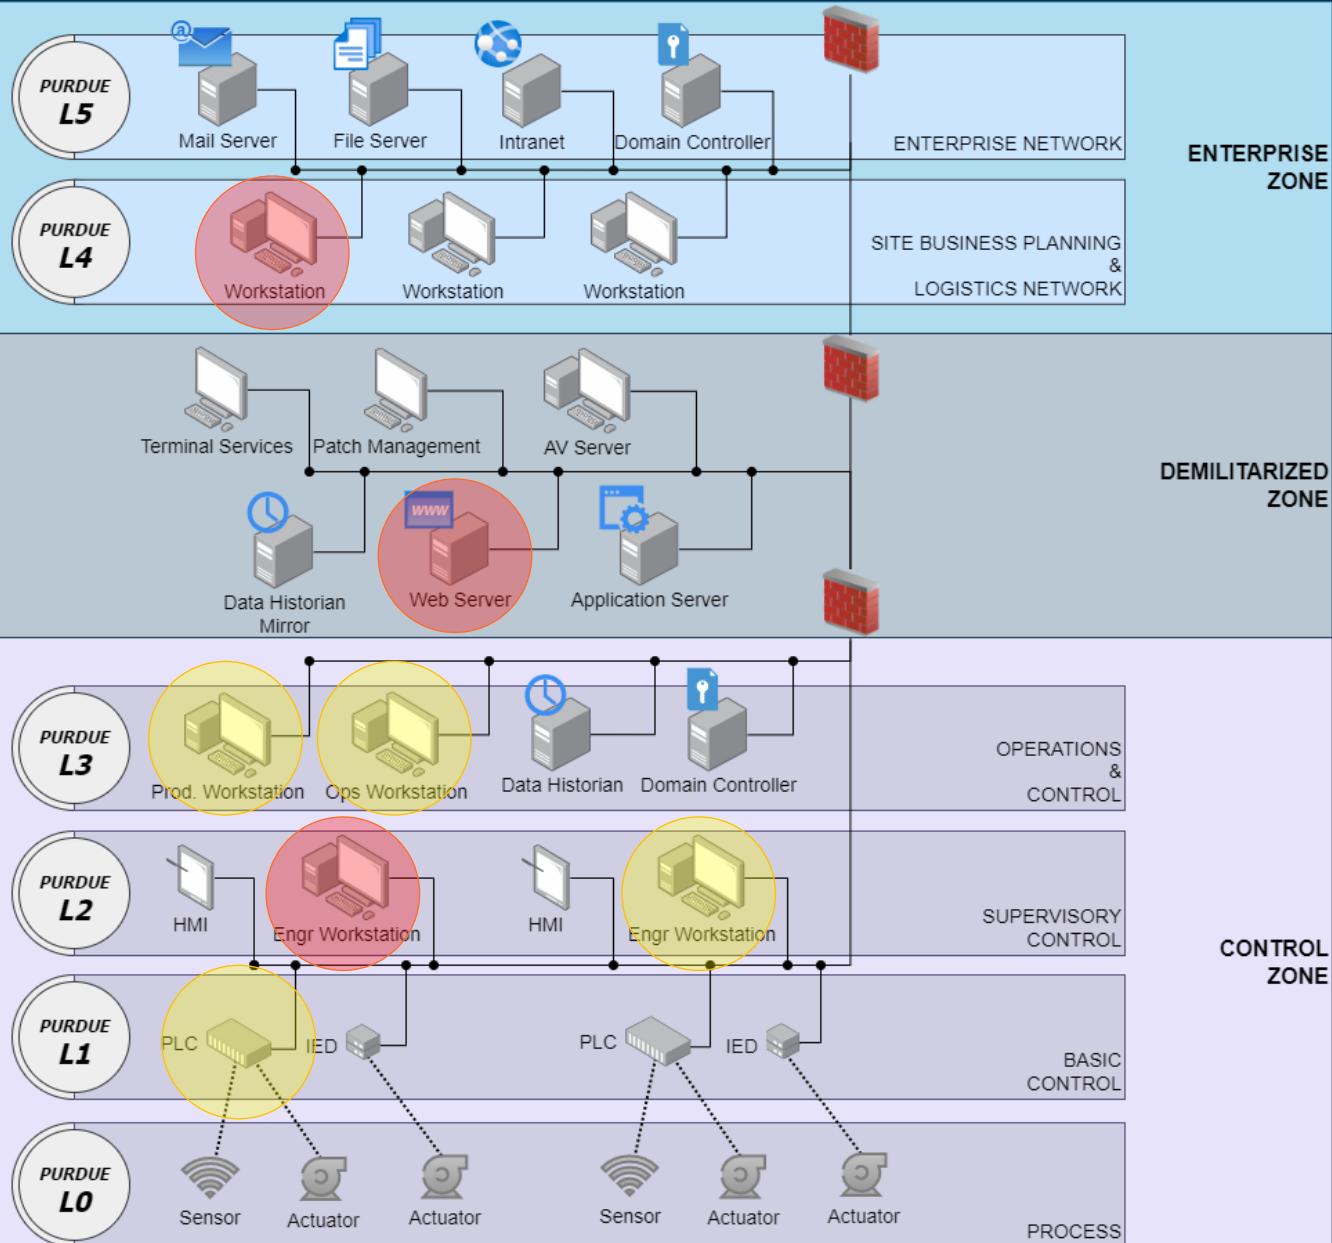 @
PURDUE
L5
Mail Server
File Server
Intranet
Domain Controller
ENTERPRISE NETWORK
ENTERPRISE
ZONE
PURDUE
L4
Workstation
Workstation
Workstation
SITE BUSINESS PLANNING
&
LOGISTICS NETWORK
Terminal Services
Patch Management
AV Server
DEMILITARIZED
ZONE
www
Data Historian
Mirror
Web Server
Application Server
PURDUE
L3
Prod. Workstation
Ops Workstation
Data Historian
Domain Controller
OPERATIONS
&
CONTROL
PURDUE
L2
HMI
Engr Workstation
HMI
Engr Workstation
SUPERVISORY
CONTROL
CONTROL
ZONE
PURDUE
L1
PLC
IED
PLC
IED
BASIC
CONTROL
PURDUE
L0
Sensor
Actuator
Actuator
Sensor
Actuator
Actuator
PROCESS